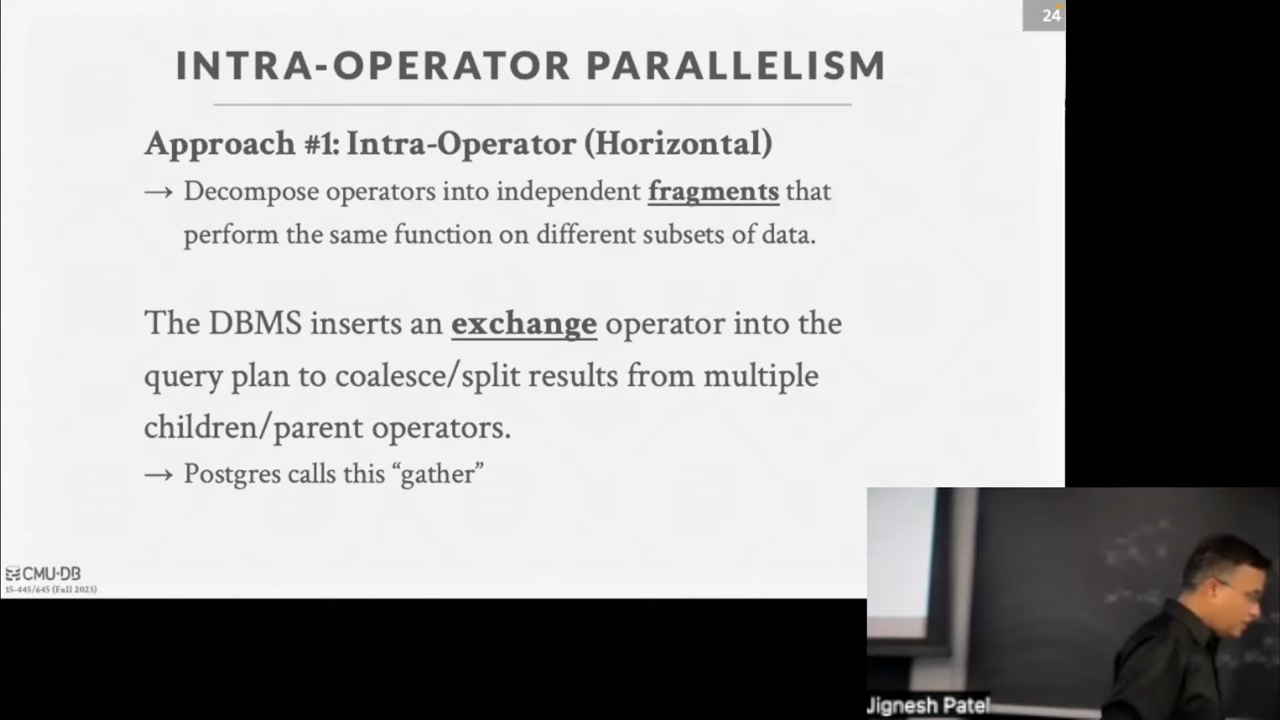 24
INTRA-OPERATOR PARALLELISM
Approach #1: Intra-Operator (Horizontal)
→ Decompose operators into independent fragments that
perform the same function on different subsets of data.
The DBMS inserts an exchange operator into the
query plan to coalesce/split results from multiple
children/parent operators.
→ Postgres calls this “gather”
CMU·DB
15-445/645 (Fall 2023)
Jignesh Patel